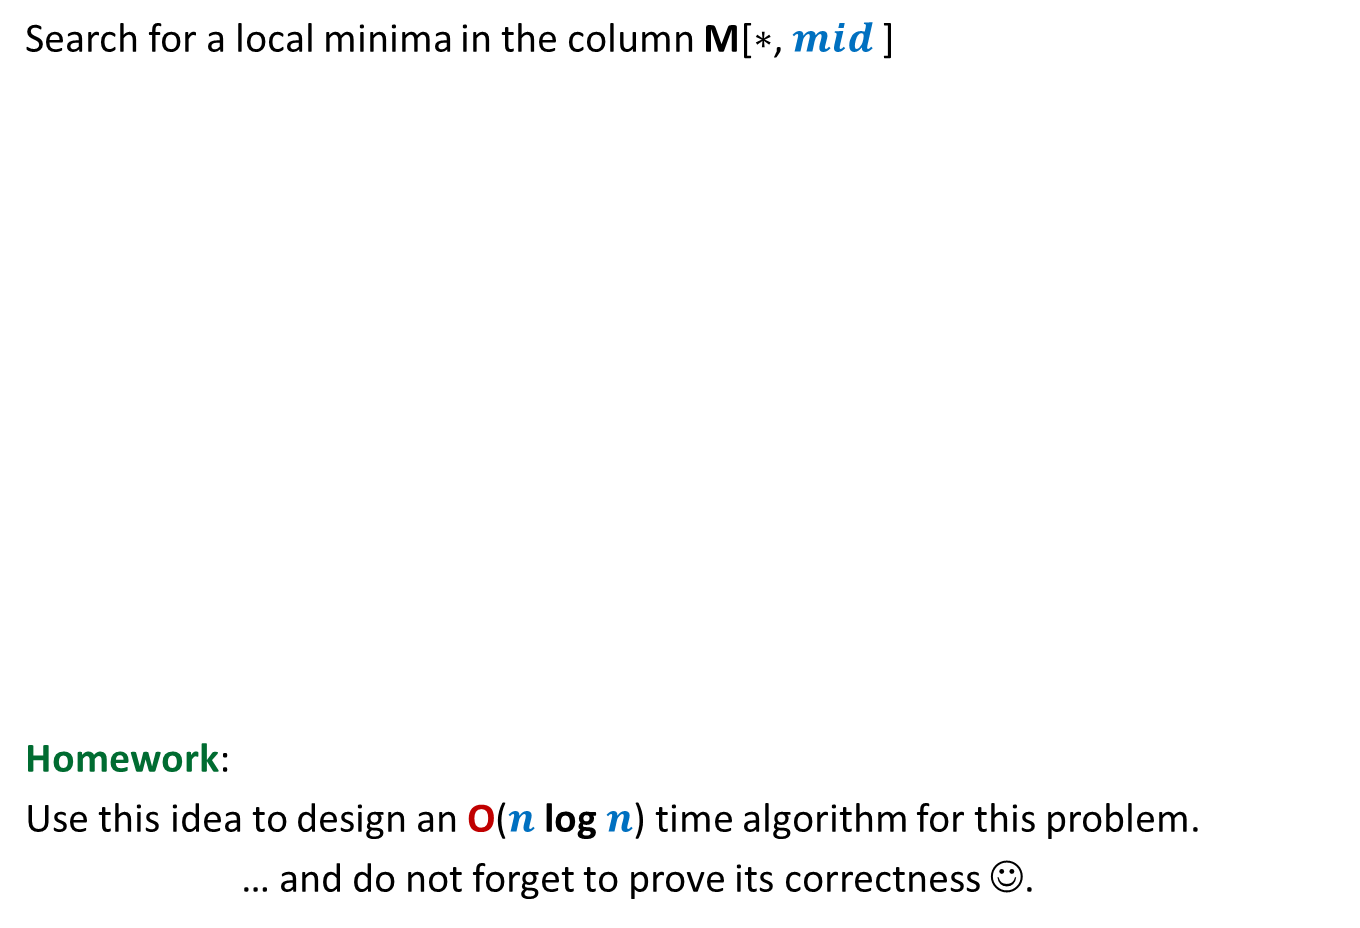 Search for a local minima in the column M[∗, mid ]
Homework:
Use this idea to design an O(n log n) time algorithm for this problem.
... and do not forget to prove its correctness ☺.